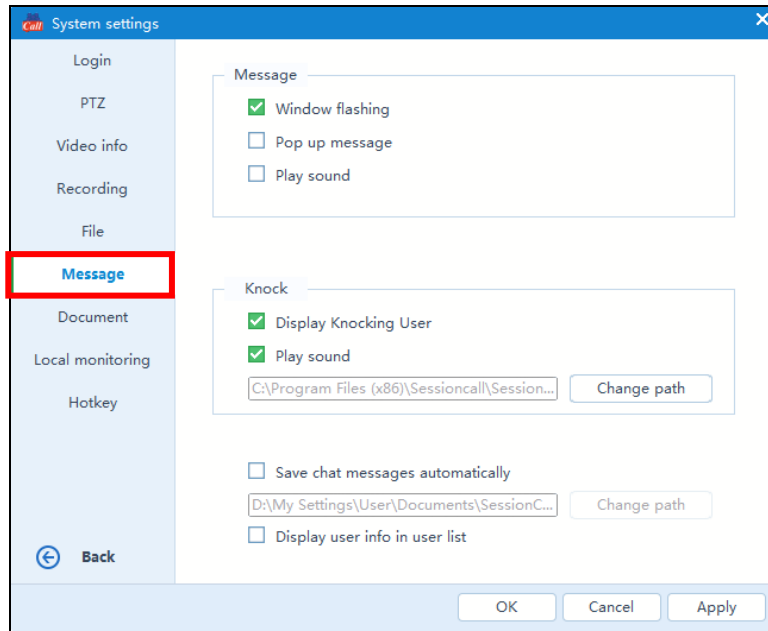 Call System settings
Login
PTZ
Video info
Recording
File
Message
Document
Local monitoring
Hotkey
Back
Message
Window flashing
Pop up message
Play sound
Knock
Display Knocking User
Play sound
C:\Program Files (x86)\Sessioncall\Session...
Change path
Save chat messages automatically
D:\My Settings\User\Documents\SessionC...
Change path
Display user info in user list
OK
Cancel
Apply